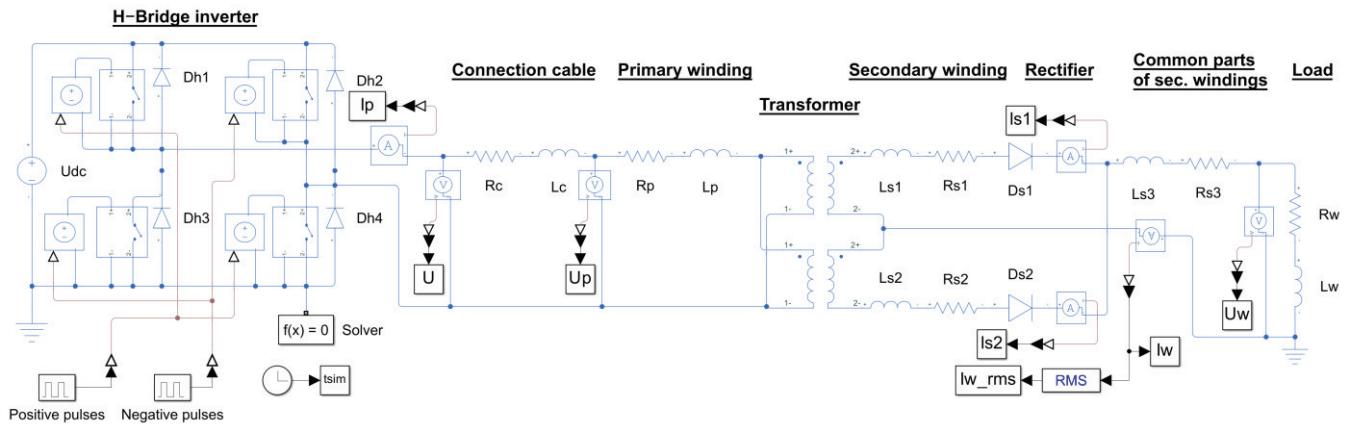 H-Bridge inverter
Connection cable
Primary winding
Transformer
Secondary winding
Rectifier
Common parts
of sec. windings
Load
Dh1
Dh2
Ip
Udc
Dh3
Dh4
Rc
Lc
Rp
Lp
U
Up
1+
1-
2+
2-
1+
1-
2+
2-
Ls1
Rs1
Ds1
Is1
Ls2
Rs2
Ds2
Is2
Ls3
Rs3
Rw
Lw
Uw
Iw
RMS
Iw_rms
f(x) = 0
Solver
tsim
Positive pulses
Negative pulses